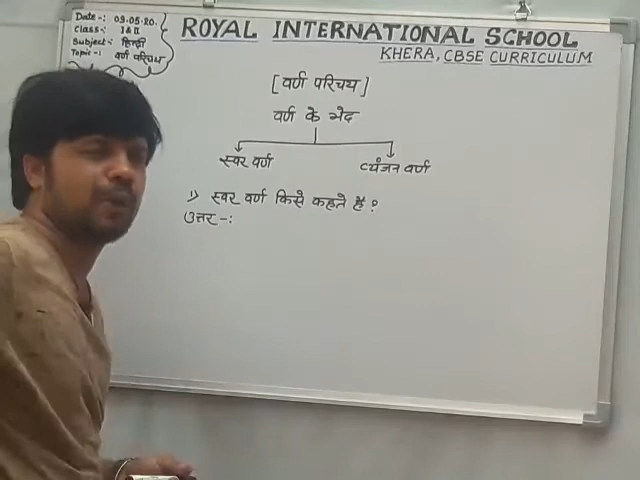 Date-: 09.05.20.
Class-: I & II
Subject-: हिन्दी
Topic-: वर्ण परिचय
ROYAL INTERNATIONAL SCHOOL
KHERA, CBSE CURRICULUM
[वर्ण परिचय]
वर्ण के भेद
स्वर वर्ण व्यंजन वर्ण
1) स्वर वर्ण किसे कहते हैं?
उत्तर-: